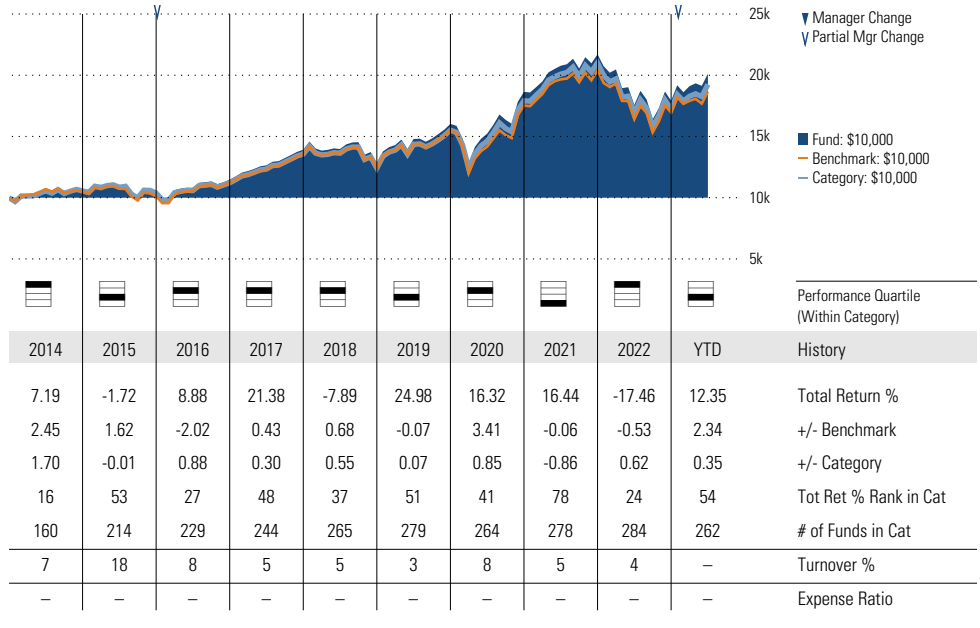 25k
Manager Change
Partial Mgr Change
20k
15k
Fund: $10,000
Benchmark: $10,000
Category: $10,000
10k
5k
Performance Quartile
(Within Category)
2014 2015 2016 2017 2018 2019 2020 2021 2022 YTD History
7.19 -1.72 8.88 21.38 -7.89 24.98 16.32 16.44 -17.46 12.35 Total Return %
2.45 1.62 -2.02 0.43 0.68 -0.07 3.41 -0.06 -0.53 2.34 +/- Benchmark
1.70 -0.01 0.88 0.30 0.55 0.07 0.85 -0.86 0.62 0.35 +/- Category
16 53 27 48 37 51 41 78 24 54 Tot Ret % Rank in Cat
160 214 229 244 265 279 264 278 284 262 # of Funds in Cat
7 18 8 5 5 3 8 5 4 – Turnover %
– – – – – – – – – – Expense Ratio